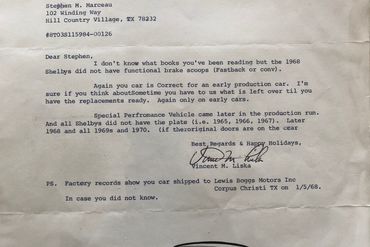 Stephen M. Marceau
102 Winding Way
Hill Country Village, TX 78232
#8T03S115984-00126
Dear Stephen,
I don't know what books you've been reading but the 1968
Shelbys did not have functional brake scoops (Fastback or conv).
Again you car is Correct for an early production car. I'm
sure if you think aboutSometime you have to us what is left over til you
have the replacements ready. Again only on early cars.
Special Perfromance Vehicle came later in the production run.
And all Shelbys did not have the plate (i.e. 1965, 1966, 1967). Later
1968 and all 1969s and 1970. (if theroriginal doors are on the car
Best Regards & Happy Holidays,
Vincent M. Liska
PS. Factory records show you car shipped to Lewis Boggs Motors Inc
Corpus Christi TX on 1/5/68.
In case you did not know.